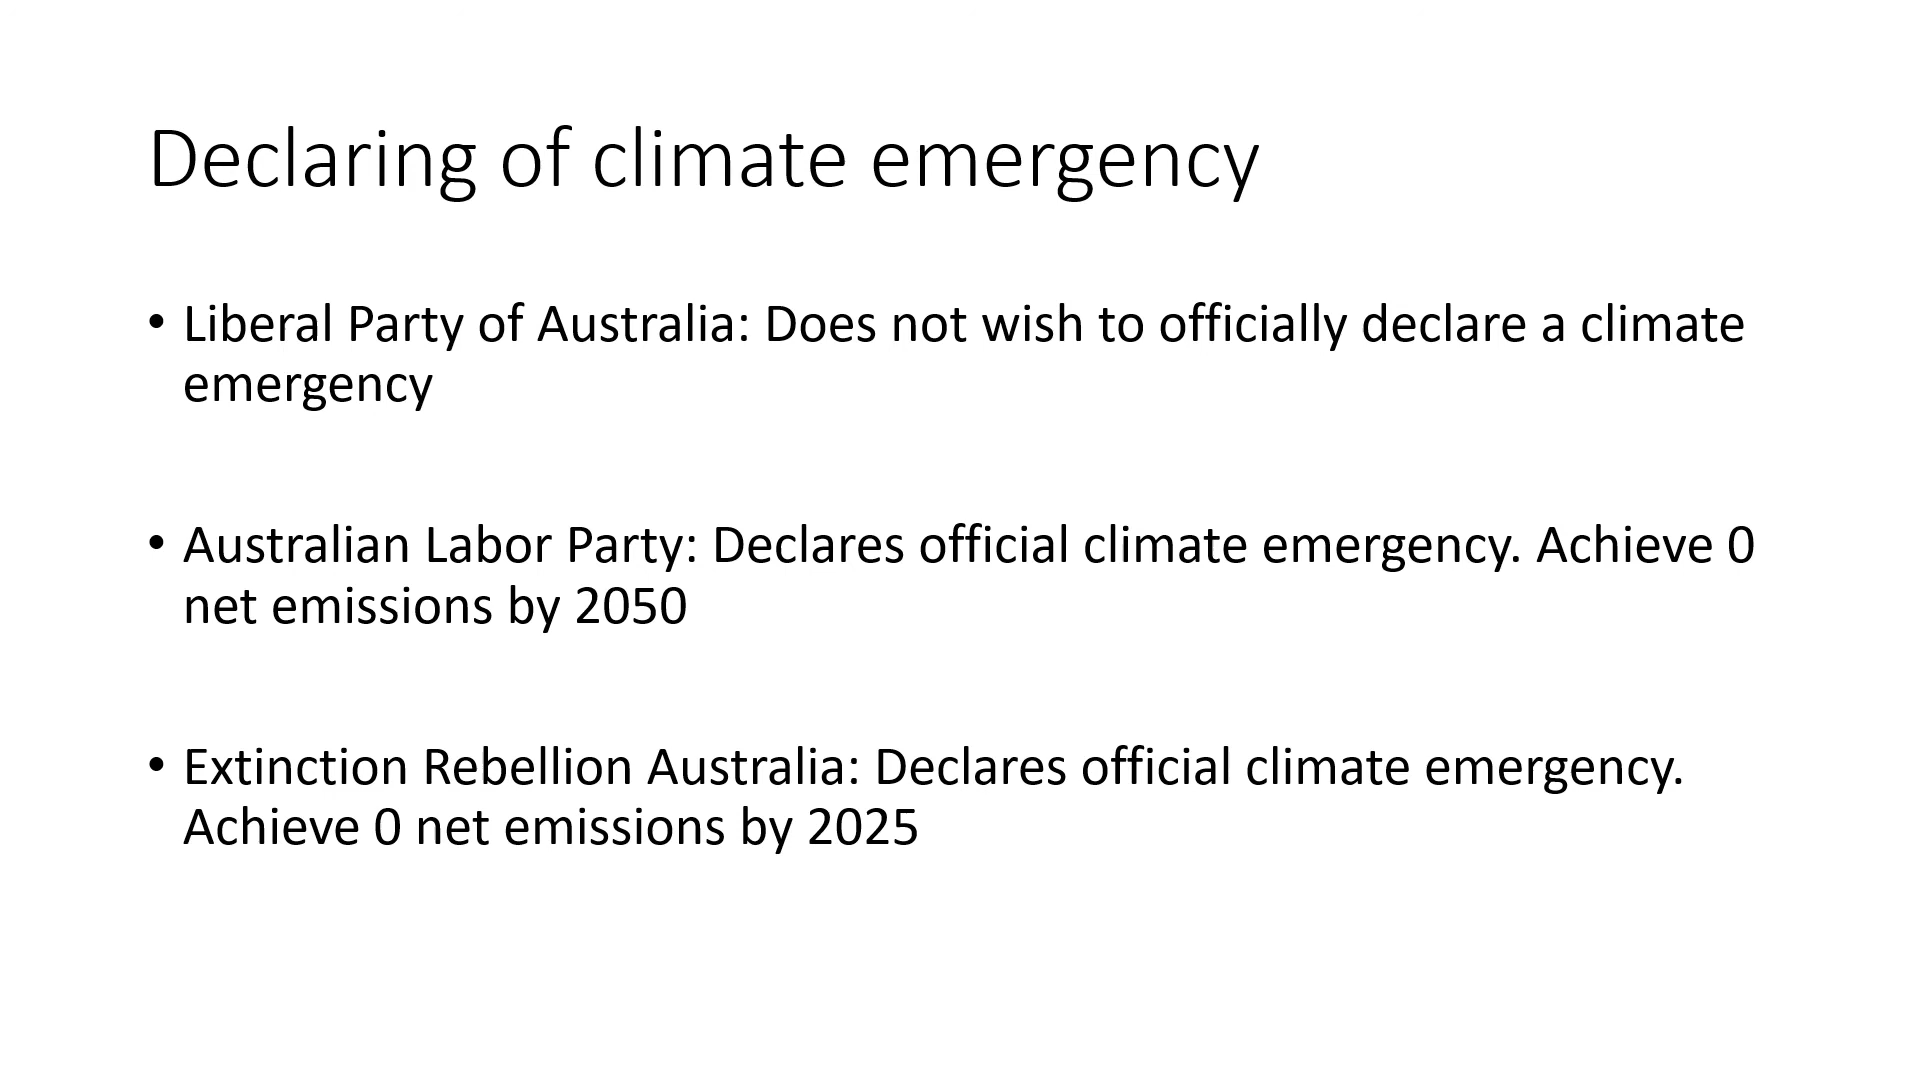 Declaring of climate emergency
• Liberal Party of Australia: Does not wish to officially declare a climate
emergency
• Australian Labor Party: Declares official climate emergency. Achieve 0
net emissions by 2050
• Extinction Rebellion Australia: Declares official climate emergency.
Achieve 0 net emissions by 2025